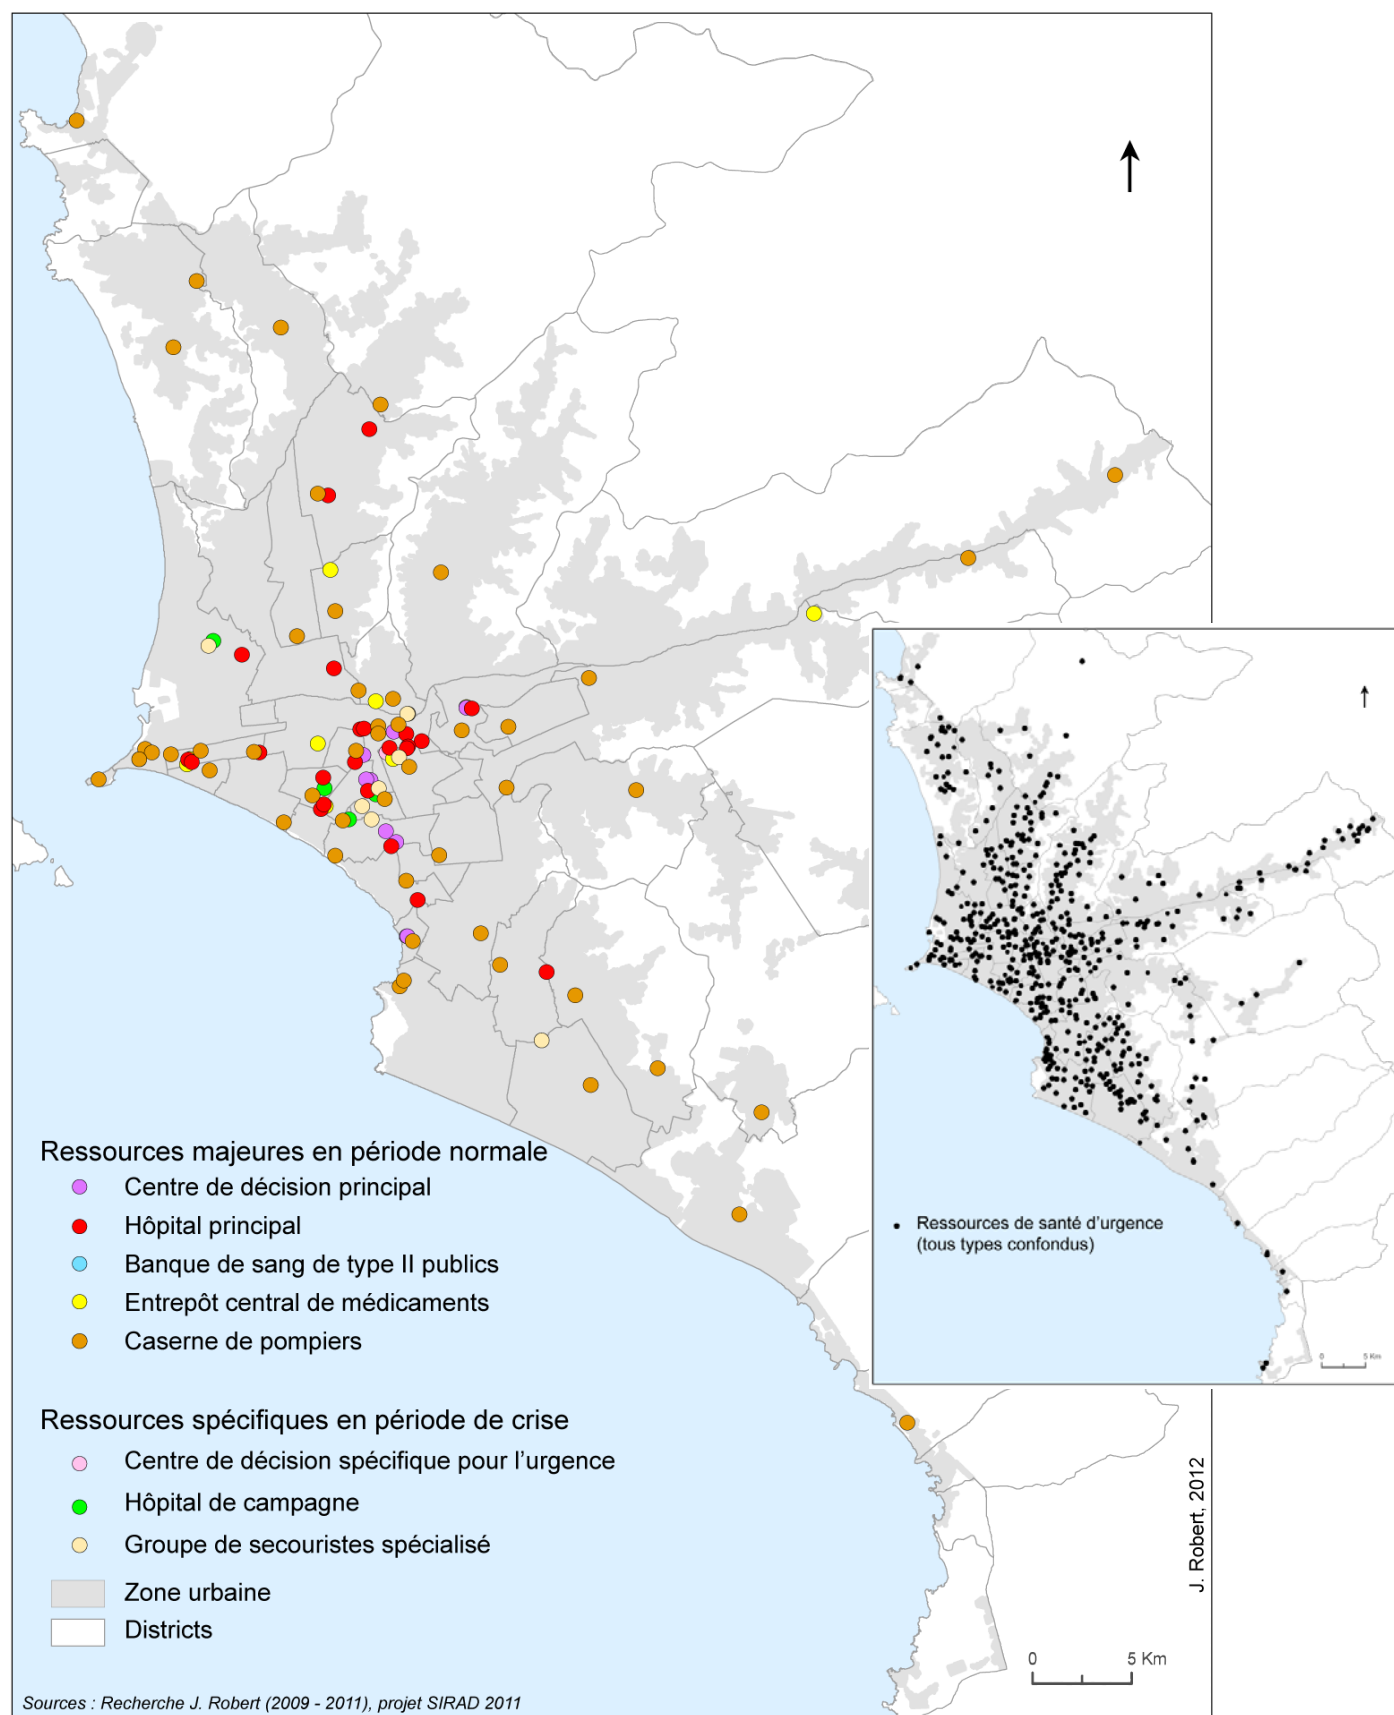 Ressources majeures en période normale
Centre de décision principal
Hôpital principal
Banque de sang de type II publics
Entrepôt central de médicaments
Caserne de pompiers
Ressources spécifiques en période de crise
Centre de décision spécifique pour l'urgence
Hôpital de campagne
Groupe de secouristes spécialisé
Zone urbaine
Districts
Sources : Recherche J. Robert (2009 - 2011), projet SIRAD 2011
Ressources de santé d'urgence
(tous types confondus)
0 5 Km
J. Robert, 2012
0 5 Km